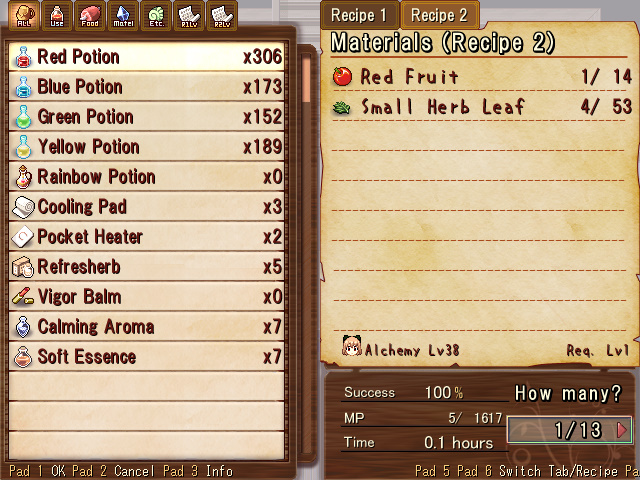 ALL Use Food Matel Etc. R1Lv R2Lv
Recipe 1 Recipe 2
Materials (Recipe 2)
Red Potion x306
Blue Potion x173
Green Potion x152
Yellow Potion x189
Rainbow Potion x0
Cooling Pad x3
Pocket Heater x2
Refresherb x5
Vigor Balm x0
Calming Aroma x7
Soft Essence x7
Red Fruit 1/ 14
Small Herb Leaf 4/ 53
Alchemy Lv38 Req. Lv1
Success 100%
MP 5/ 1617
Time 0.1 hours
How many?
1/13
Pad 1 OK Pad 2 Cancel Pad 3 Info
Pad 5 Pad 6 Switch Tab/Recipe Pa